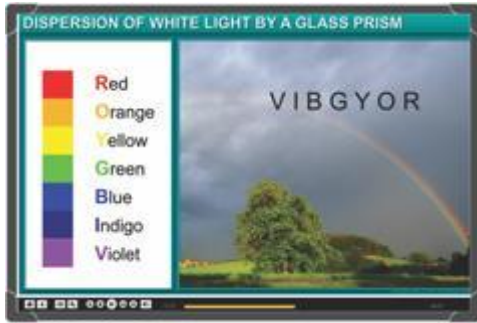 DISPERSION OF WHITE LIGHT BY A GLASS PRISM
Red
Orange
Yellow
Green
Blue
Indigo
Violet
VIBGYOR